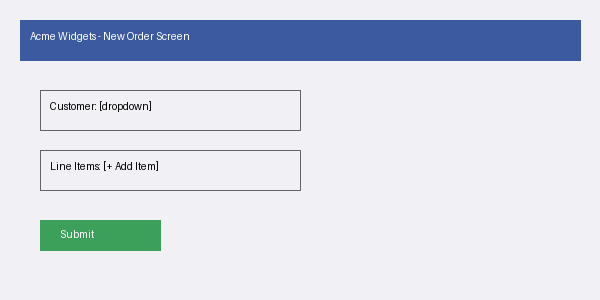 Acme Widgets - New Order Screen
Customer: [dropdown]
Line Items: [+ Add Item]
Submit